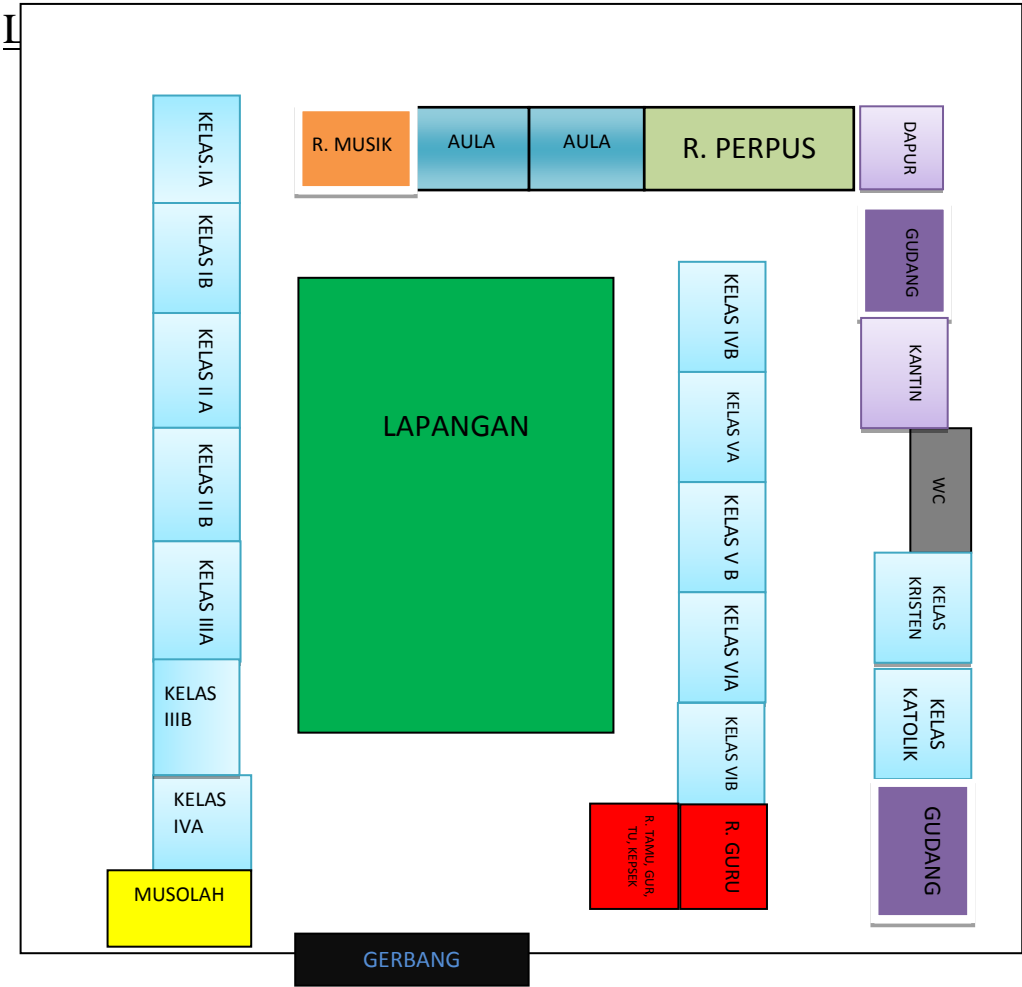 L
KELAS.IA
KELAS IB
KELAS II A
KELAS II B
KELAS IIIA
KELAS
IIIB
KELAS
IVA
MUSOLAH
R. MUSIK
AULA
AULA
R. PERPUS
DAPUR
GUDANG
KANTIN
WC
KELAS
KRISTEN
KELAS
KATOLIK
GUDANG
LAPANGAN
KELAS IVB
KELAS VA
KELAS V B
KELAS VIA
KELAS VIB
R. TAMU, GUR,
TU, KEPSEK
R. GURU
GERBANG